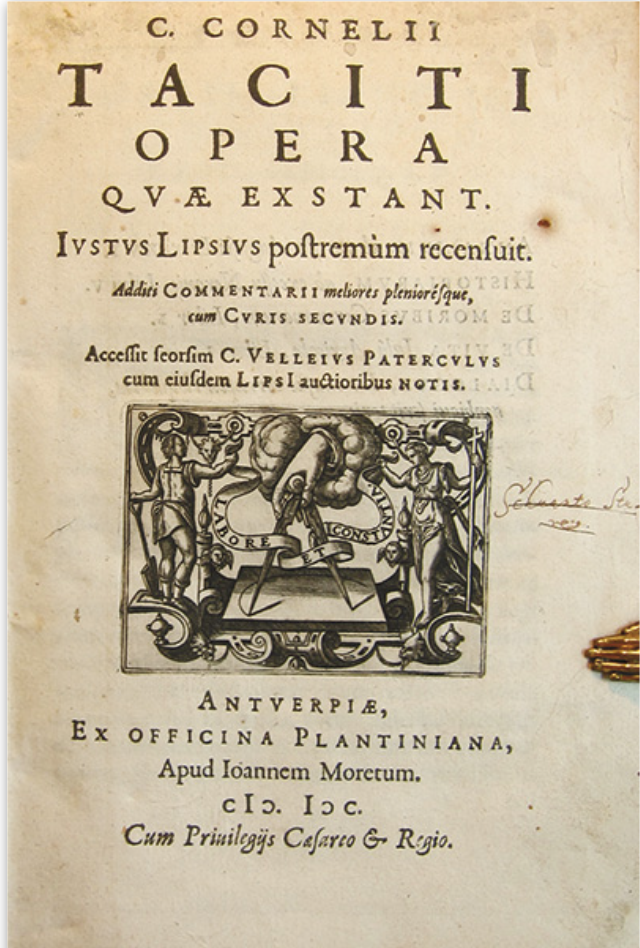 C. CORNELII
TACITI
OPERA
QVÆ EXSTANT.
IVSTVS LIPSIVS poſtremùm recenſuit.
Additi COMMENTARII meliores plenioréſque,
cum CVRIS SECVNDIS.
Acceſſit ſeorſim C. VELLEIVS PATERCVLVS
cum eiuſdem LIPSI auctioribus NOTIS.
LABORE ET CONSTANTIA
ANTVERPIÆ,
EX OFFICINA PLANTINIANA,
Apud Ioannem Moretum.
cIↄ. Iↄ c.
Cum Priuilegijs Cæſareo & Regio.